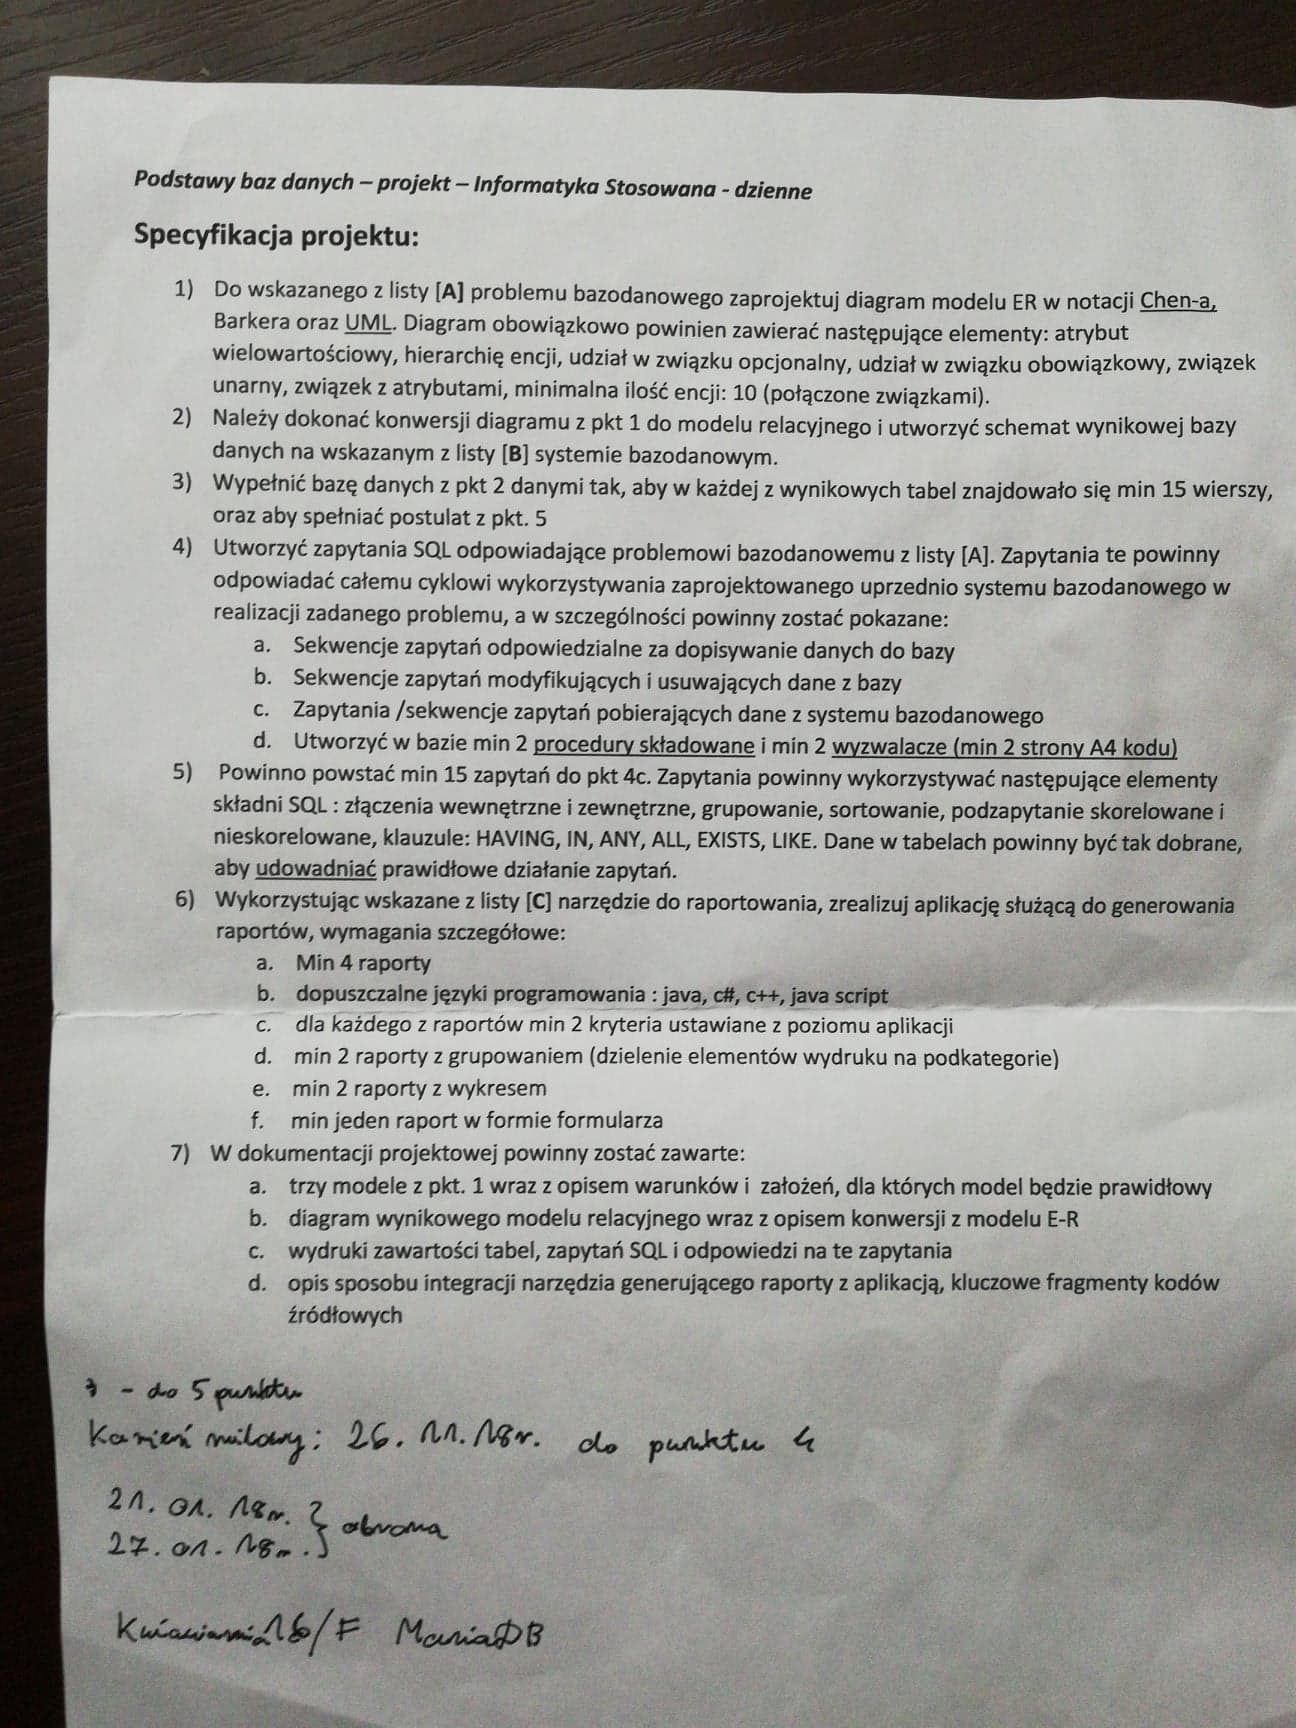 Podstawy baz danych – projekt – Informatyka Stosowana - dzienne
Specyfikacja projektu:
1) Do wskazanego z listy [A] problemu bazodanowego zaprojektuj diagram modelu ER w notacji Chen-a,
Barkera oraz UML. Diagram obowiązkowo powinien zawierać następujące elementy: atrybut
wielowartościowy, hierarchię encji, udział w związku opcjonalny, udział w związku obowiązkowy, związek
unarny, związek z atrybutami, minimalna ilość encji: 10 (połączone związkami).
2) Należy dokonać konwersji diagramu z pkt 1 do modelu relacyjnego i utworzyć schemat wynikowej bazy
danych na wskazanym z listy [B] systemie bazodanowym.
3) Wypełnić bazę danych z pkt 2 danymi tak, aby w każdej z wynikowych tabel znajdowało się min 15 wierszy,
oraz aby spełniać postulat z pkt. 5
4) Utworzyć zapytania SQL odpowiadające problemowi bazodanowemu z listy [A]. Zapytania te powinny
odpowiadać całemu cyklowi wykorzystywania zaprojektowanego uprzednio systemu bazodanowego w
realizacji zadanego problemu, a w szczególności powinny zostać pokazane:
a. Sekwencje zapytań odpowiedzialne za dopisywanie danych do bazy
b. Sekwencje zapytań modyfikujących i usuwających dane z bazy
c. Zapytania /sekwencje zapytań pobierających dane z systemu bazodanowego
d. Utworzyć w bazie min 2 procedury składowane i min 2 wyzwalacze (min 2 strony A4 kodu)
5) Powinno powstać min 15 zapytań do pkt 4c. Zapytania powinny wykorzystywać następujące elementy
składni SQL : złączenia wewnętrzne i zewnętrzne, grupowanie, sortowanie, podzapytanie skorelowane i
nieskorelowane, klauzule: HAVING, IN, ANY, ALL, EXISTS, LIKE. Dane w tabelach powinny być tak dobrane,
aby udowadniać prawidłowe działanie zapytań.
6) Wykorzystując wskazane z listy [C] narzędzie do raportowania, zrealizuj aplikację służącą do generowania
raportów, wymagania szczegółowe:
a. Min 4 raporty
b. dopuszczalne języki programowania : java, c#, c++, java script
c. dla każdego z raportów min 2 kryteria ustawiane z poziomu aplikacji
d. min 2 raporty z grupowaniem (dzielenie elementów wydruku na podkategorie)
e. min 2 raporty z wykresem
f. min jeden raport w formie formularza
7) W dokumentacji projektowej powinny zostać zawarte:
a. trzy modele z pkt. 1 wraz z opisem warunków i założeń, dla których model będzie prawidłowy
b. diagram wynikowego modelu relacyjnego wraz z opisem konwersji z modelu E-R
c. wydruki zawartości tabel, zapytań SQL i odpowiedzi na te zapytania
d. opis sposobu integracji narzędzia generującego raporty z aplikacją, kluczowe fragmenty kodów
źródłowych
3 - do 5 punktu
Kamień milowy: 26. 11. 18r. do punktu 4
21. 01. 18r. } obrona
27. 01. 18r.
Kwiaciarnia 16/F MariaDB